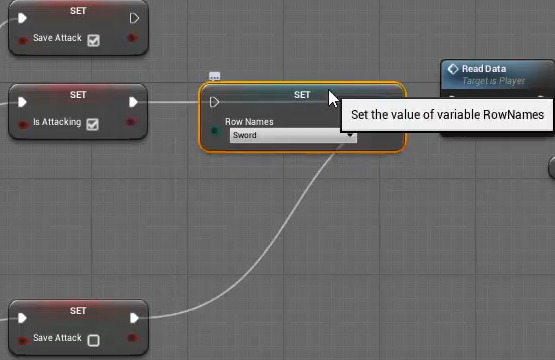 SET
Save Attack
SET
Is Attacking
SET
Row Names
Sword
Read Data
Target is Player
Set the value of variable RowNames
SET
Save Attack